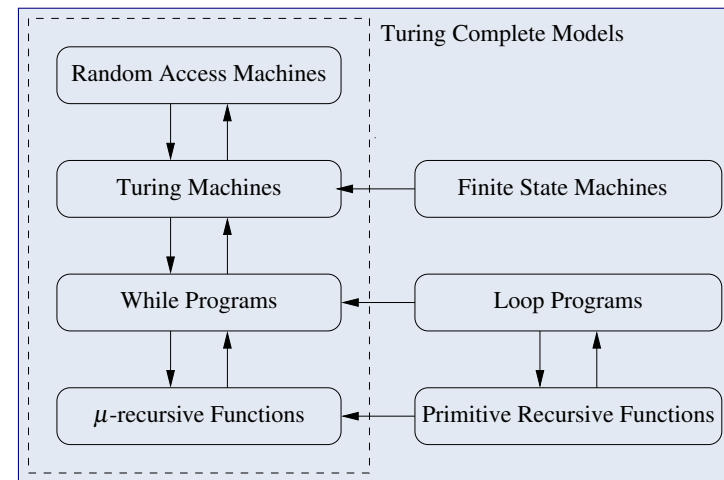 Turing Complete Models
Random Access Machines
Turing Machines
Finite State Machines
While Programs
Loop Programs
μ-recursive Functions
Primitive Recursive Functions